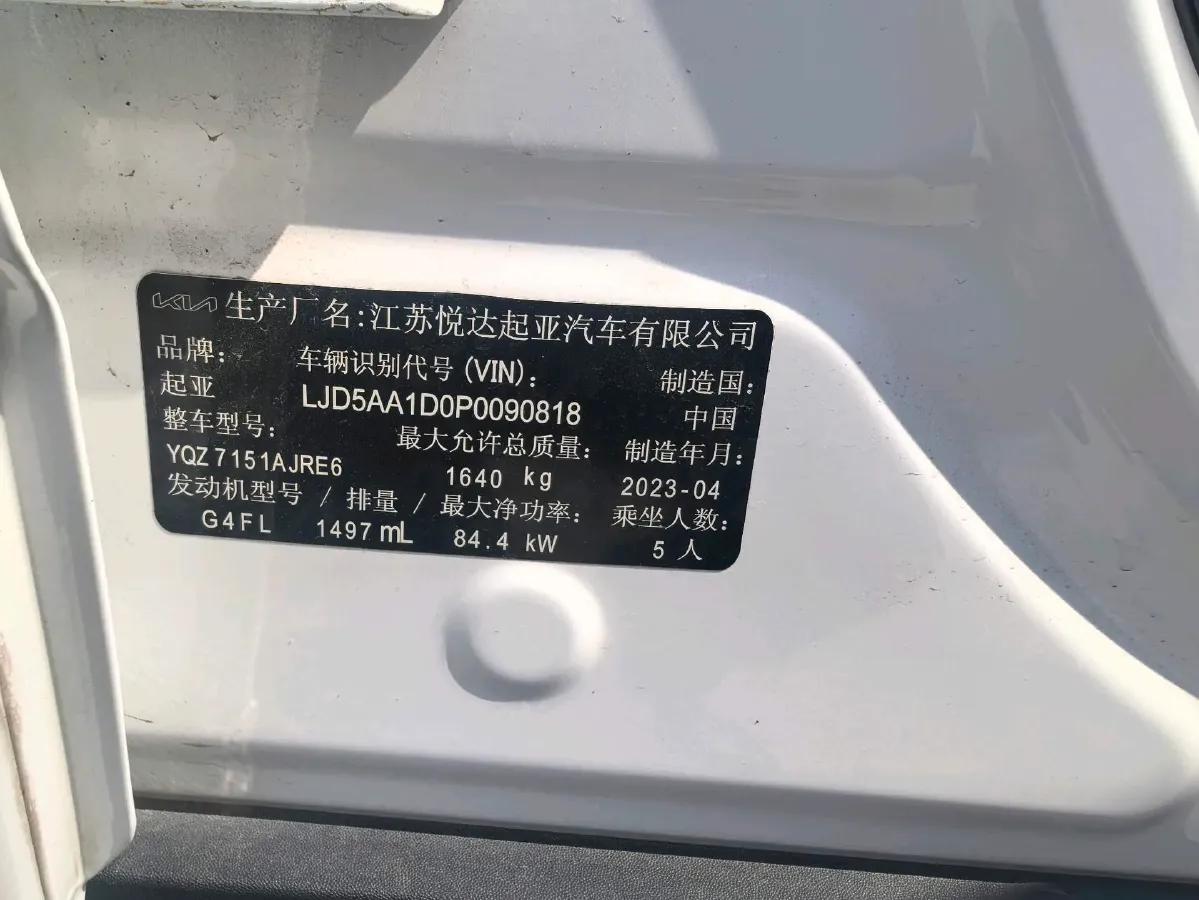 KIA 生产厂名:江苏悦达起亚汽车有限公司
品牌: 车辆识别代号(VIN): 制造国:
起亚 LJD5AA1D0P0090818 中国
整车型号: 最大允许总质量: 制造年月:
YQZ7151AJRE6 1640 kg 2023-04
发动机型号 / 排量 / 最大净功率: 乘坐人数:
G4FL 1497mL 84.4 kW 5 人